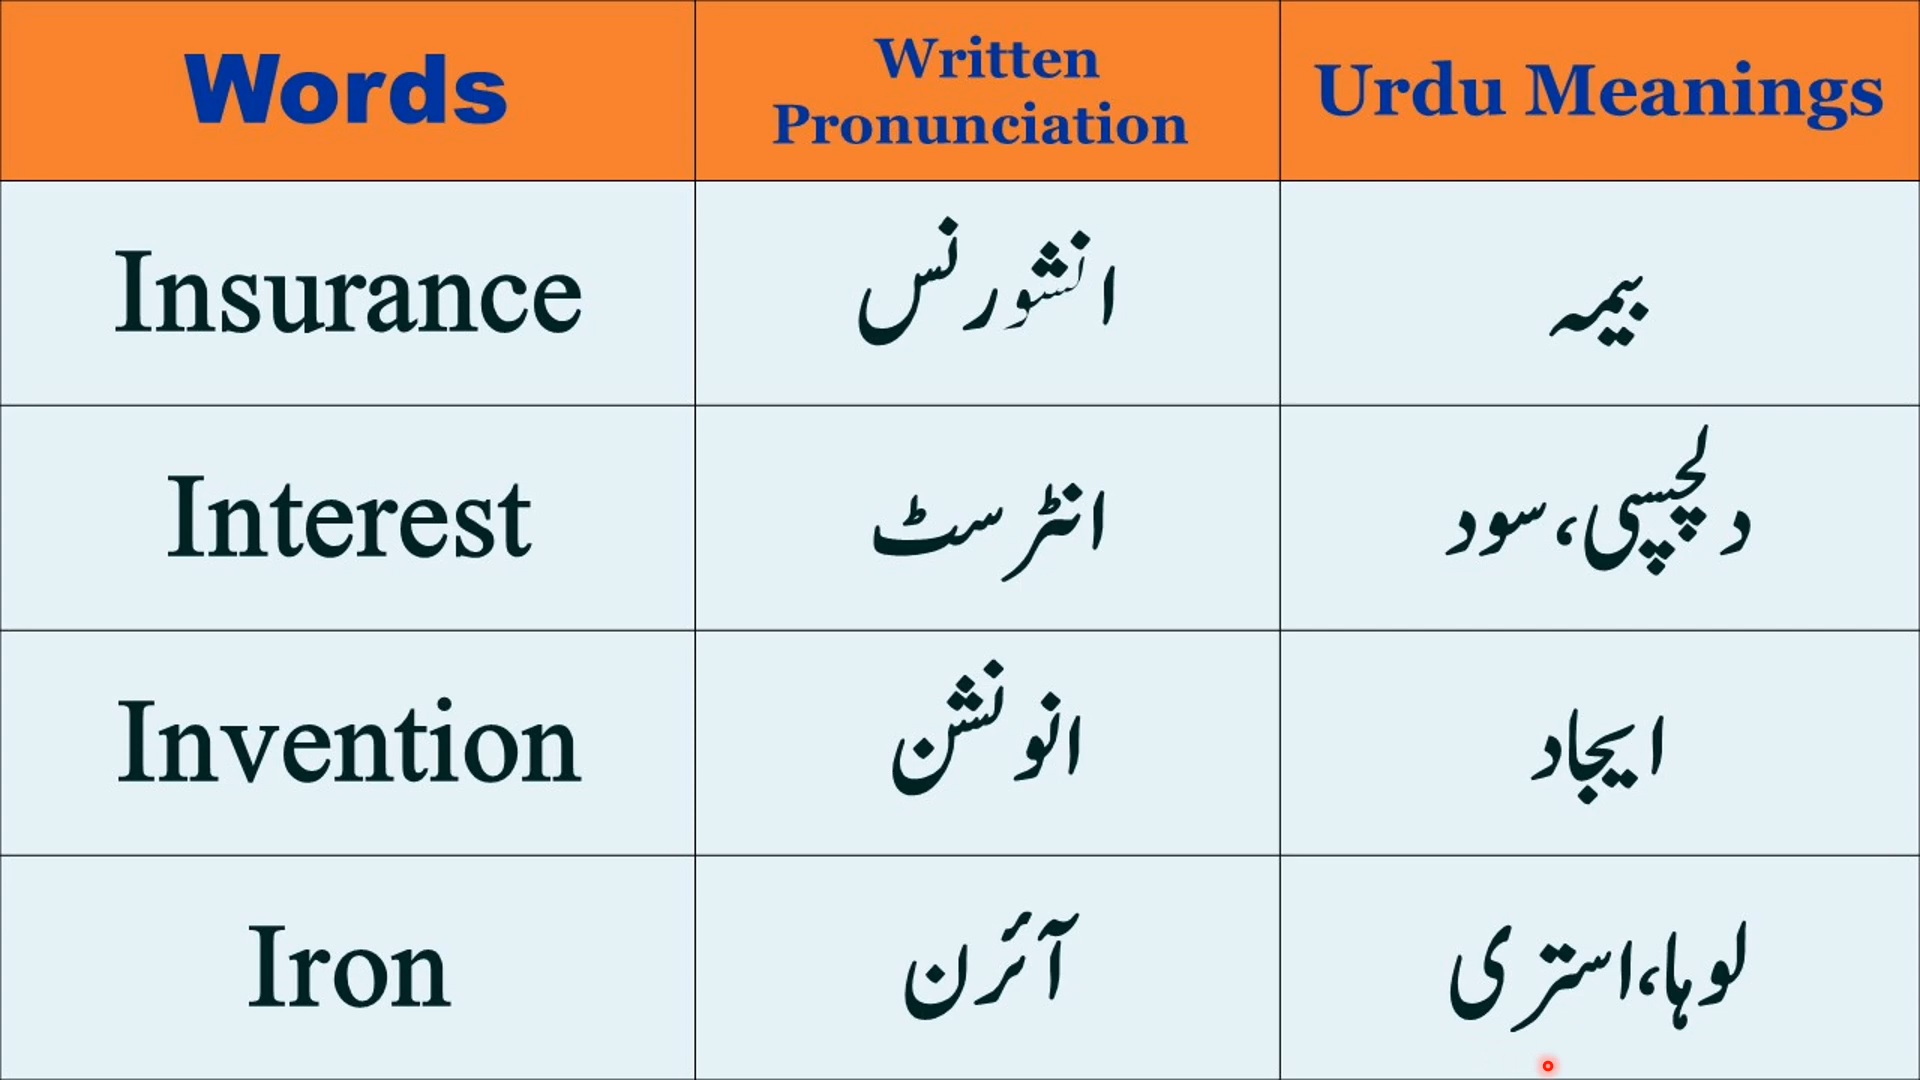 Words
Written
Pronunciation
Urdu Meanings
Insurance
انشورنس
بیمہ
Interest
انٹرسٹ
دلچسپی، سود
Invention
انونشن
ایجاد
Iron
آئرن
لوہا، استری